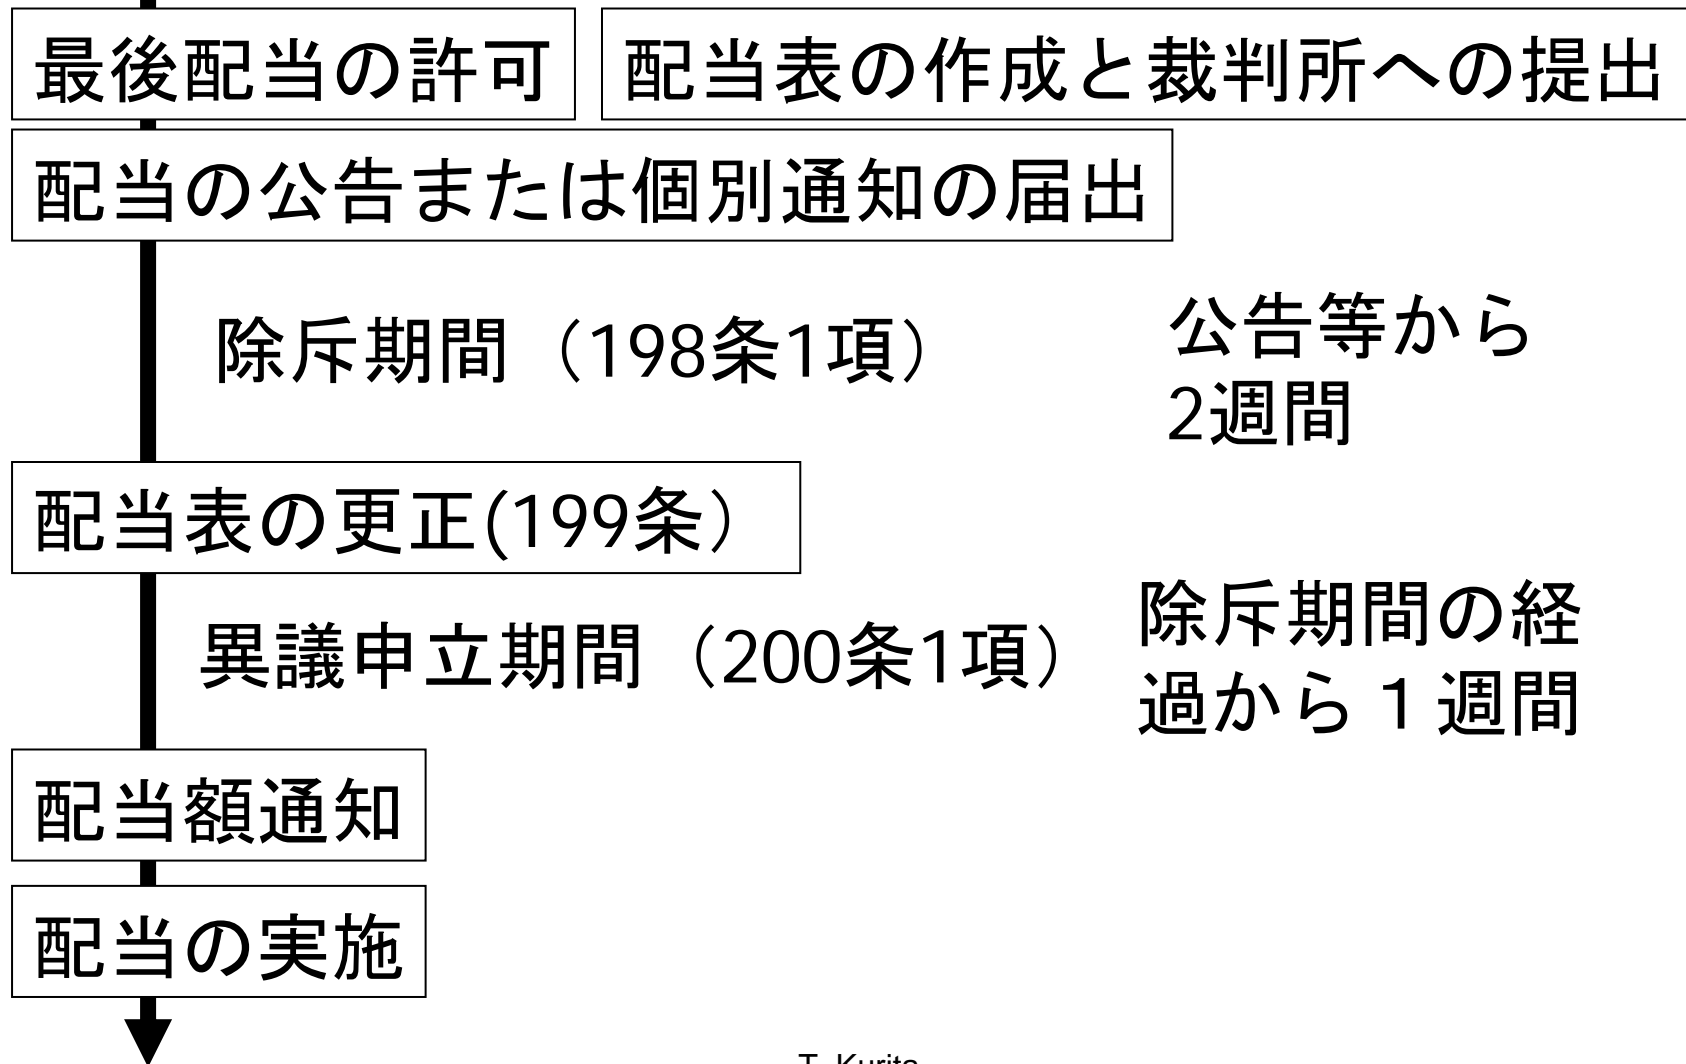 最後配当の許可
配当表の作成と裁判所への提出
配当の公告または個別通知の届出
除斥期間（198条1項）
公告等から
2週間
配当表の更正(199条）
異議申立期間（200条1項）
除斥期間の経
過から１週間
配当額通知
配当の実施
T. Kurita